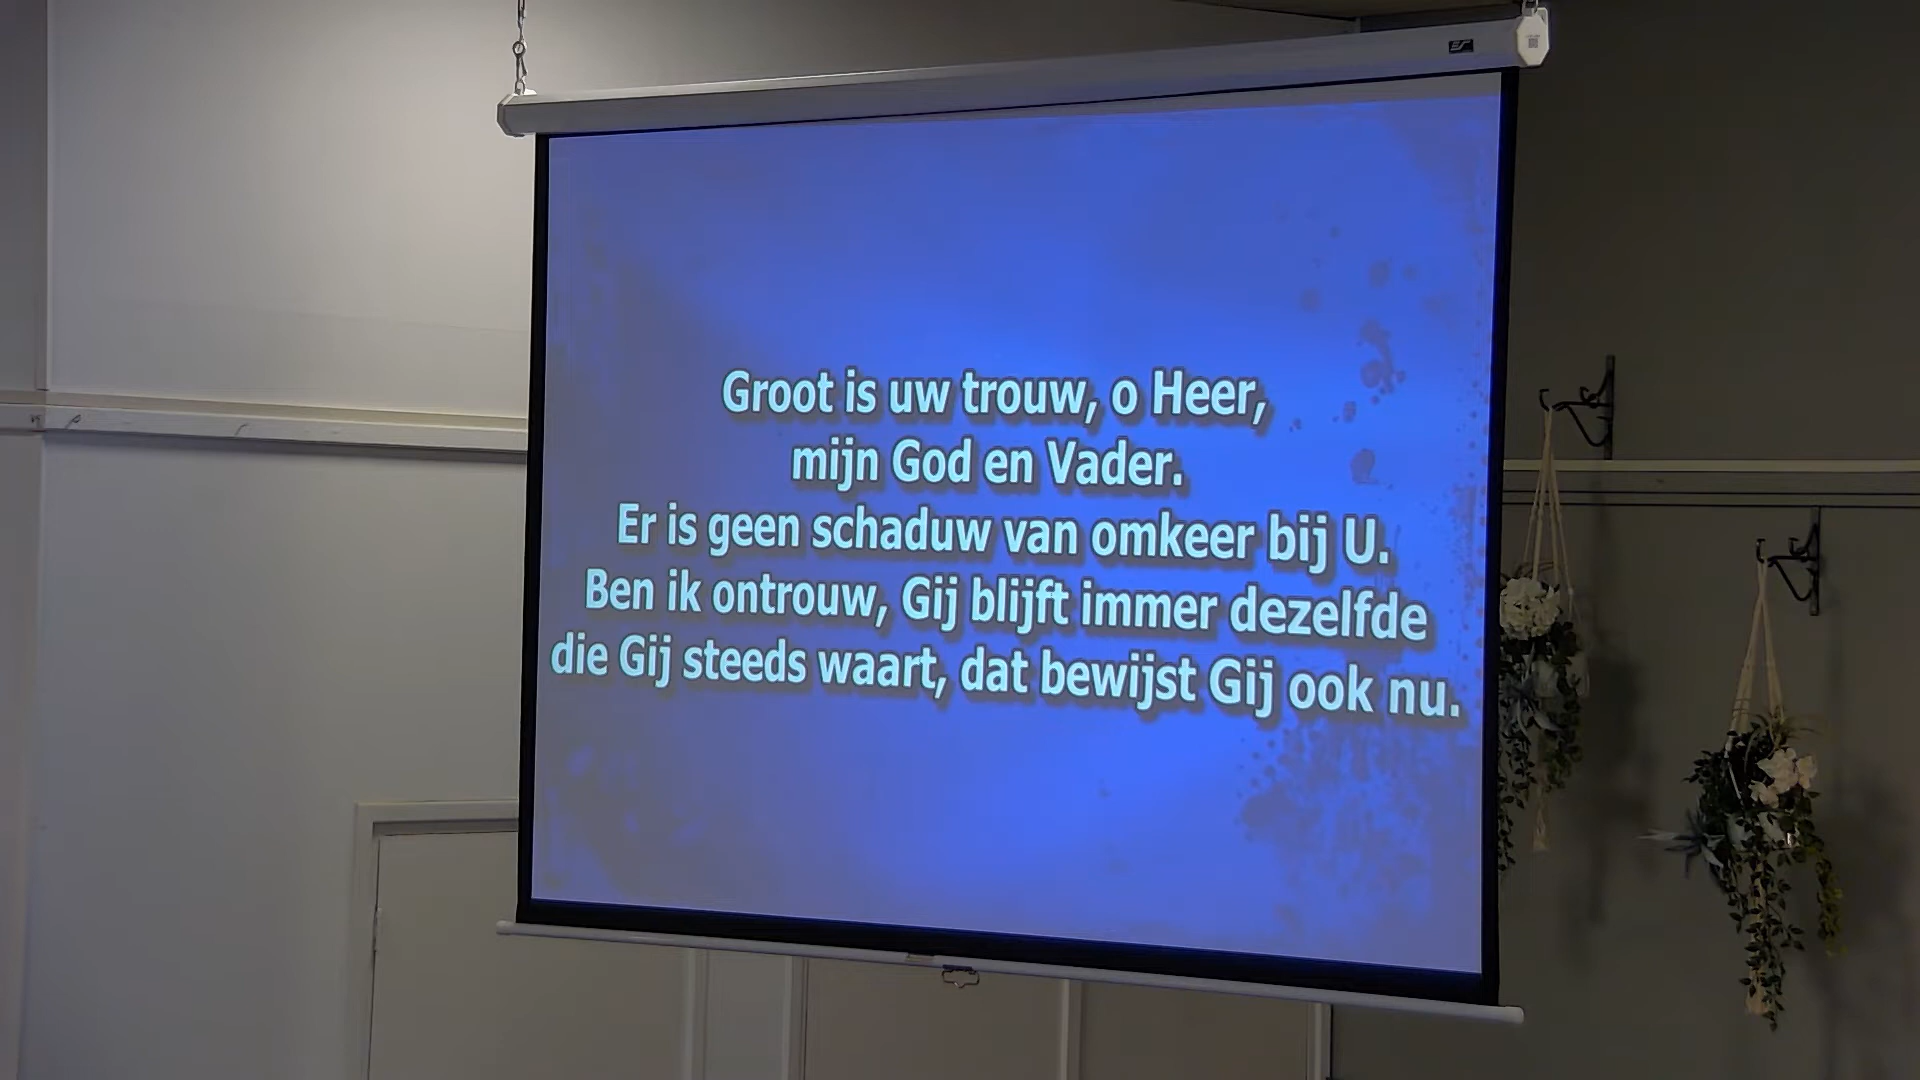 Groot is uw trouw, o Heer,
mijn God en Vader.
Er is geen schaduw van omkeer bij U.
Ben ik ontrouw, Gij blijft immer dezelfde
die Gij steeds waart, dat bewijst Gij ook nu.